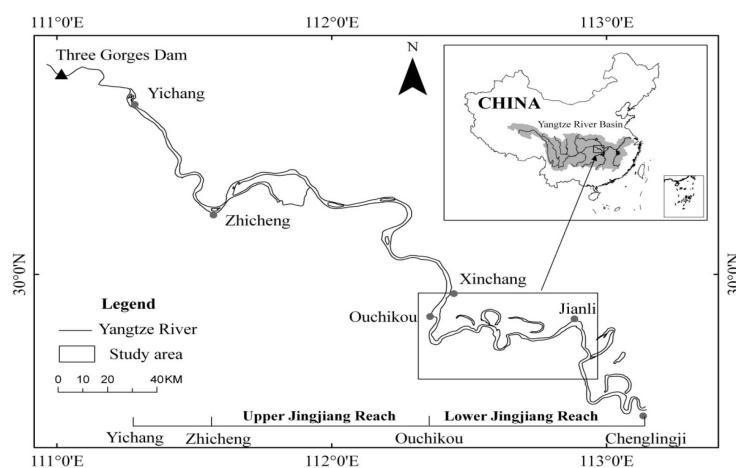 111°0'E
112°0'E
113°0'E
Three Gorges Dam
N
Yichang
CHINA
Yangtze River Basin
Zhicheng
30°0'N
30°0'N
Xinchang
Legend
Ouchikou
Jianli
Yangtze River
Study area
0 10 20 40KM
Upper Jingjiang Reach
Lower Jingjiang Reach
Yichang
Zhicheng
Ouchikou
Chenglingji
111°0'E
112°0'E
113°0'E